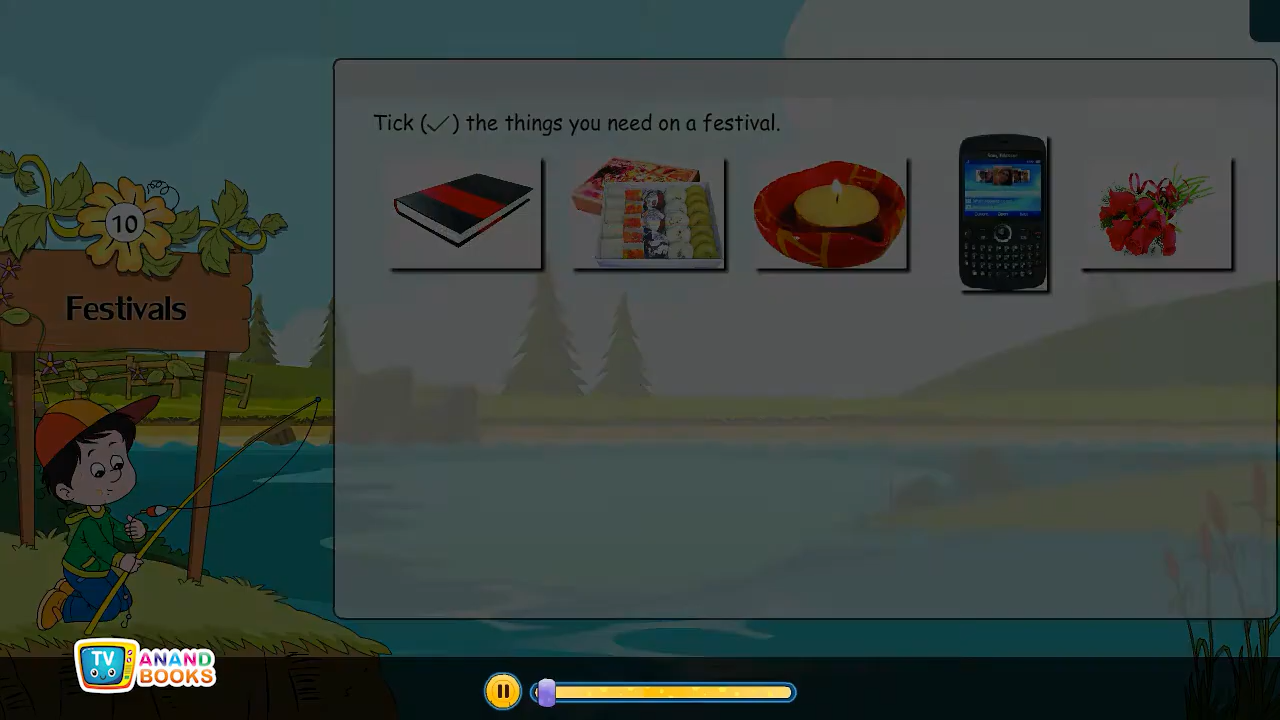 Tick (✓) the things you need on a festival.
10
Festivals
TV ANAND
BOOKS